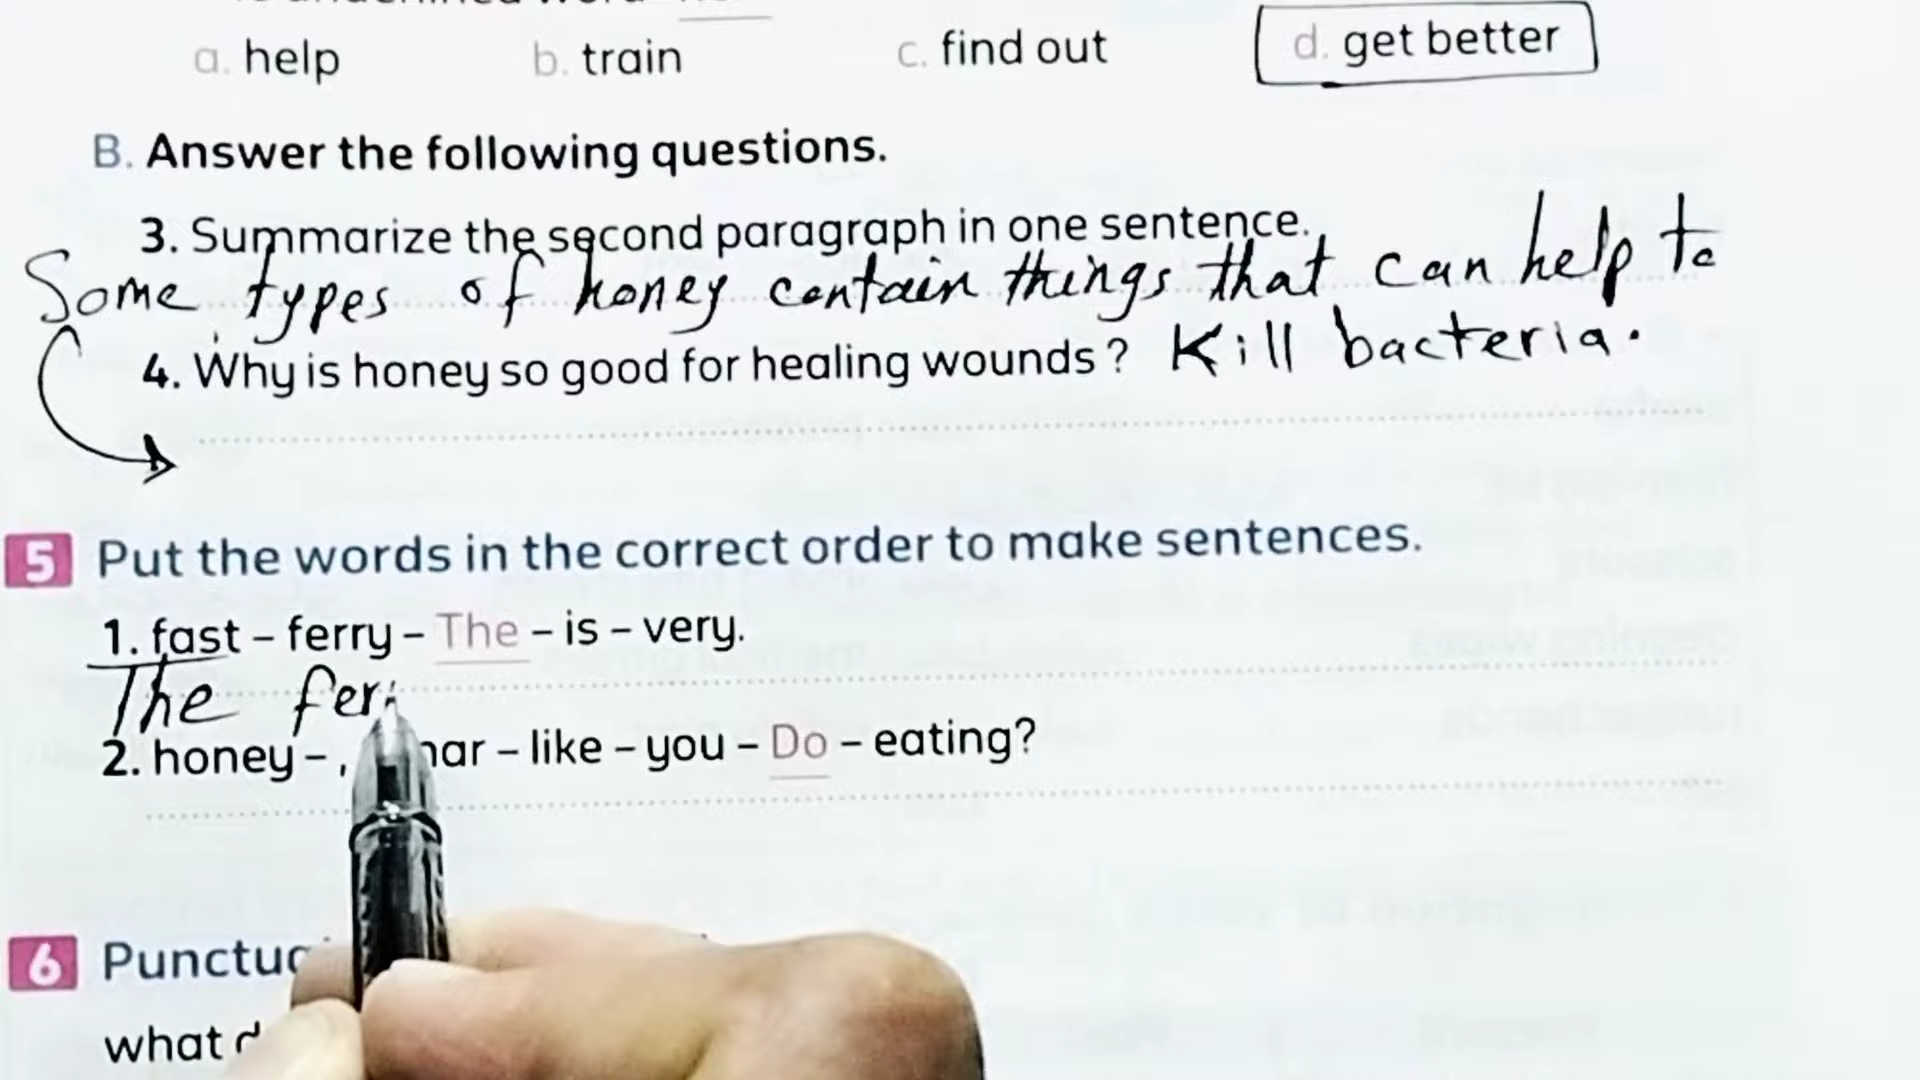 a. help b. train c. find out d. get better
B. Answer the following questions.
3. Summarize the second paragraph in one sentence.
Some types of honey contain things that can help to
4. Why is honey so good for healing wounds? Kill bacteria.
5 Put the words in the correct order to make sentences.
1. fast – ferry – The – is – very.
The fer
2. honey – , – like – you – Do – eating?
6
what